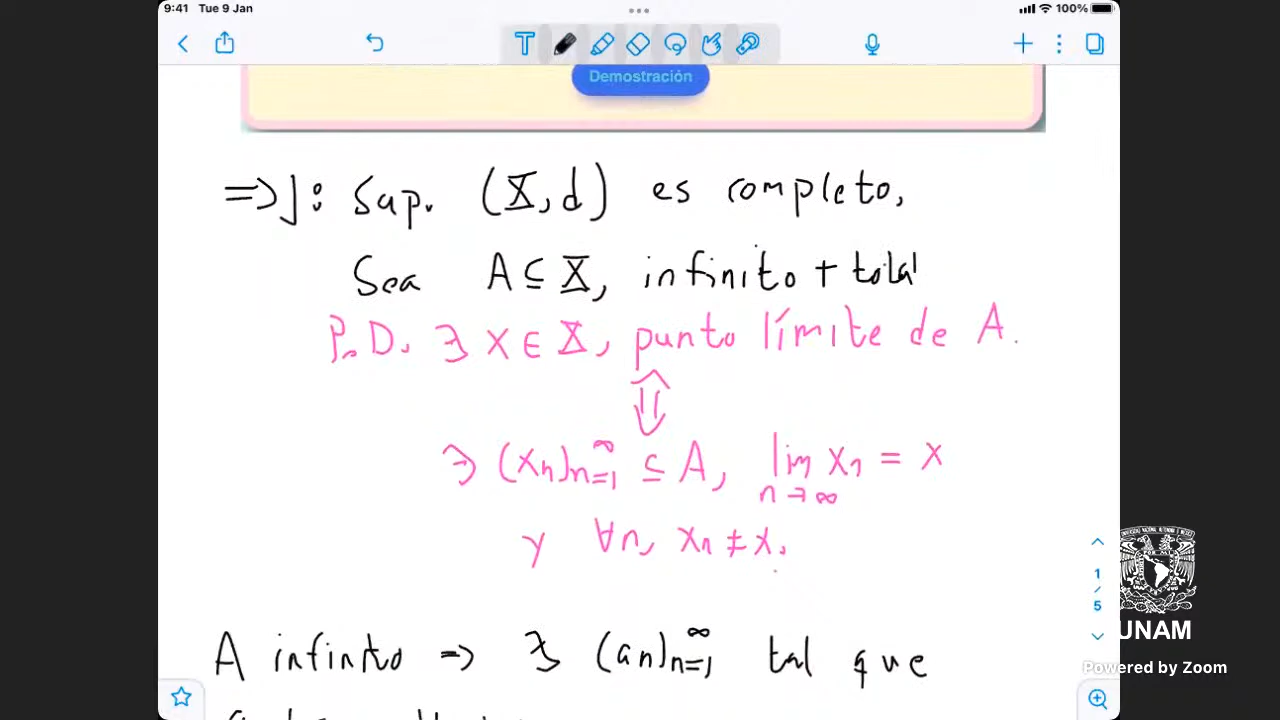 9:41 Tue 9 Jan 100%
Demostración
=>]: Sup. (X, d) es completo,
Sea A ⊆ X, infinito + total
P.D. ∃ x ∈ X, punto límite de A.
⇕
∃ (xn)n=1^∞ ⊆ A, lim n→∞ xn = x
y ∀n, xn ≠ x.
1
/
5
A infinito => ∃ (an)n=1^∞ tal que
UNAM
Powered by Zoom